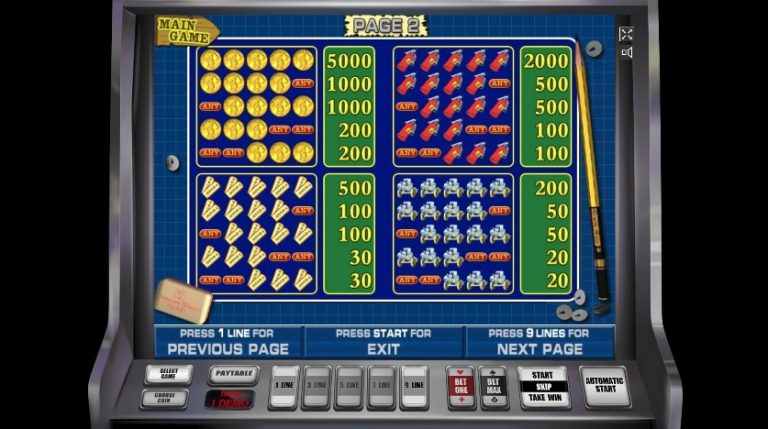 MAIN
GAME
PAGE 2
5000
ANY 1000
ANY 1000
ANY ANY 200
ANY ANY 200
2000
ANY 500
ANY 500
ANY ANY 100
ANY ANY 100
500
ANY 100
ANY 100
ANY ANY 30
ANY ANY 30
200
ANY 50
ANY 50
ANY ANY 20
ANY ANY 20
PRESS 1 LINE FOR
PREVIOUS PAGE
PRESS START FOR
EXIT
PRESS 9 LINES FOR
NEXT PAGE
SELECT
GAME
CHOOSE
COIN
PAYTABLE
1 DEMO
1 LINE
3 LINE
5 LINE
7 LINE
9 LINE
BET
ONE
BET
MAX
START
SKIP
TAKE WIN
AUTOMATIC
START